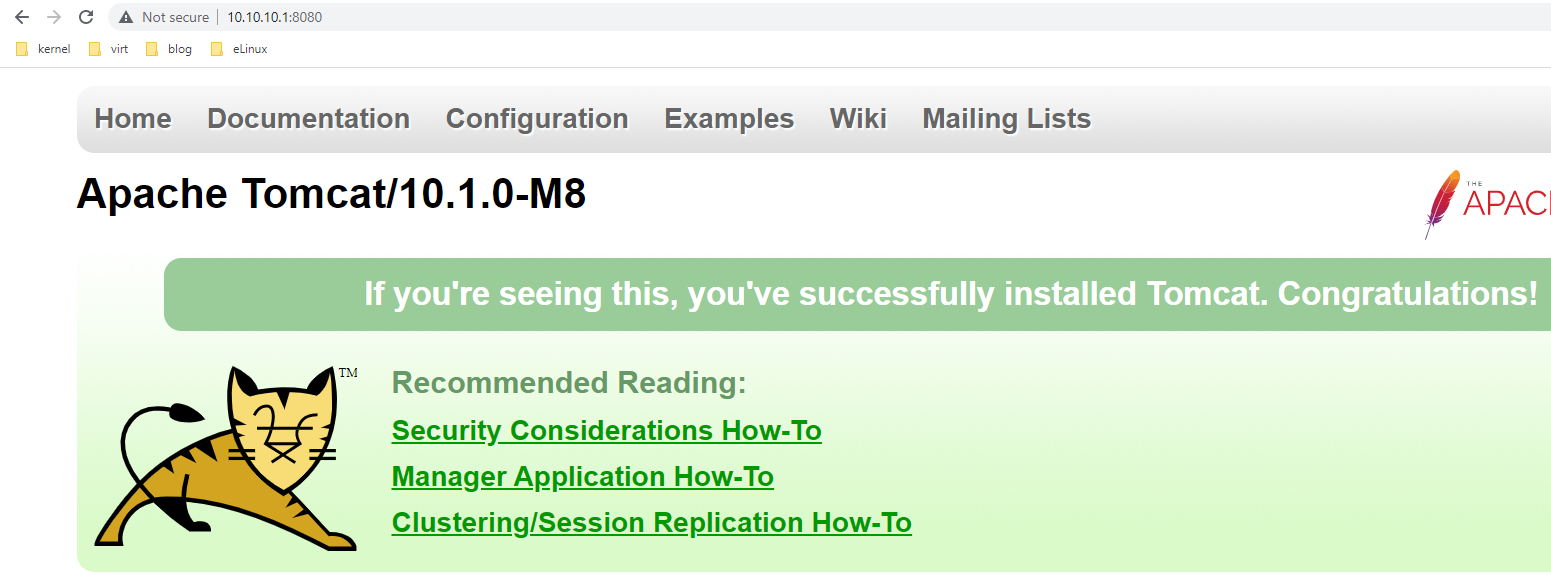 Not secure 10.10.10.1:8080
kernel virt blog eLinux
Home Documentation Configuration Examples Wiki Mailing Lists
Apache Tomcat/10.1.0-M8
THE
APAC
If you're seeing this, you've successfully installed Tomcat. Congratulations!
TM
Recommended Reading:
Security Considerations How-To
Manager Application How-To
Clustering/Session Replication How-To